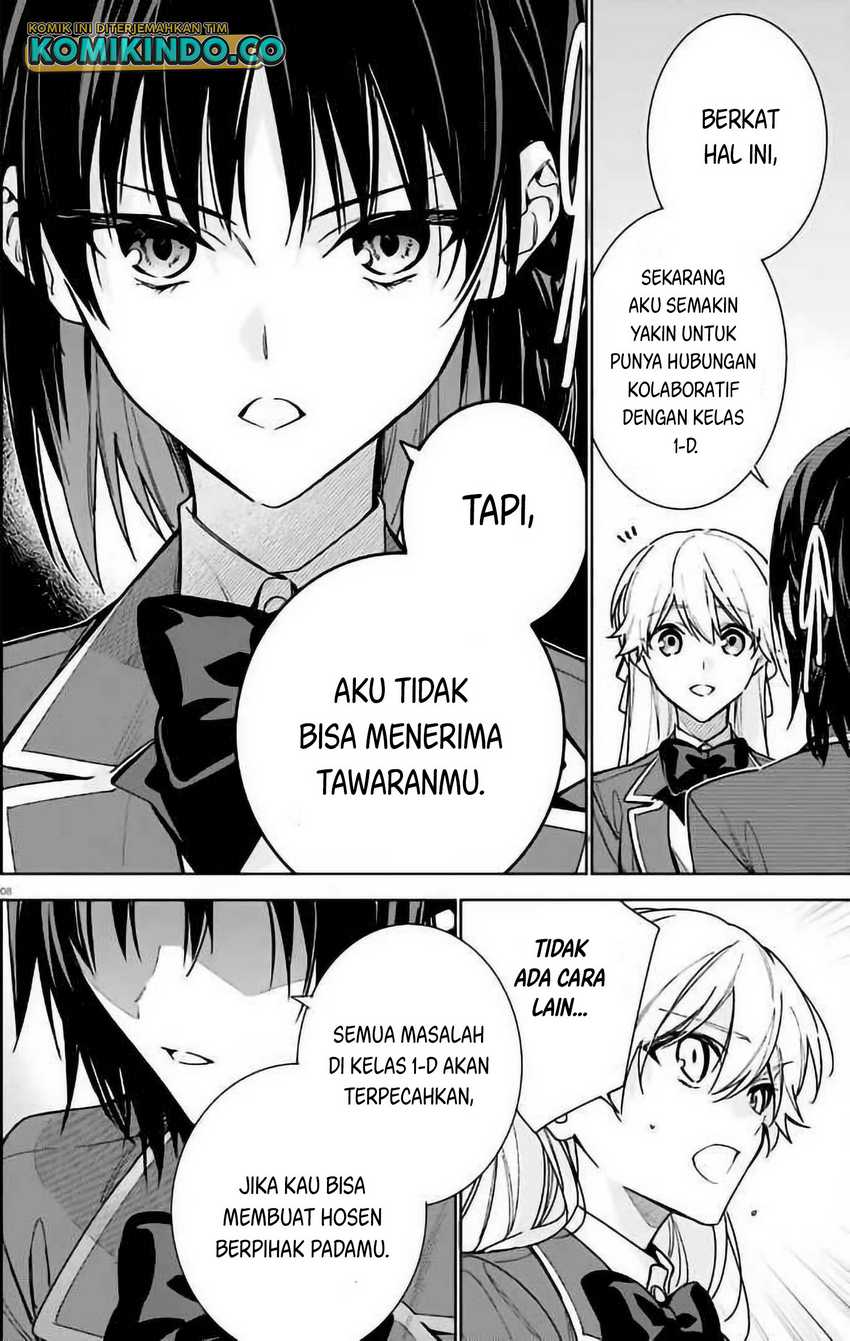 KOMIK INI DITERJEMAHKAN TIM
KOMIKINDO.CO
BERKAT
HAL INI,
SEKARANG
AKU SEMAKIN
YAKIN UNTUK
PUNYA HUBUNGAN
KOLABORATIF
DENGAN KELAS
1-D.
TAPI,
AKU TIDAK
BISA MENERIMA
TAWARANMU.
08
TIDAK
ADA CARA
LAIN...
SEMUA MASALAH
DI KELAS 1-D AKAN
TERPECAHKAN,
JIKA KAU BISA
MEMBUAT HOSEN
BERPIHAK PADAMU.